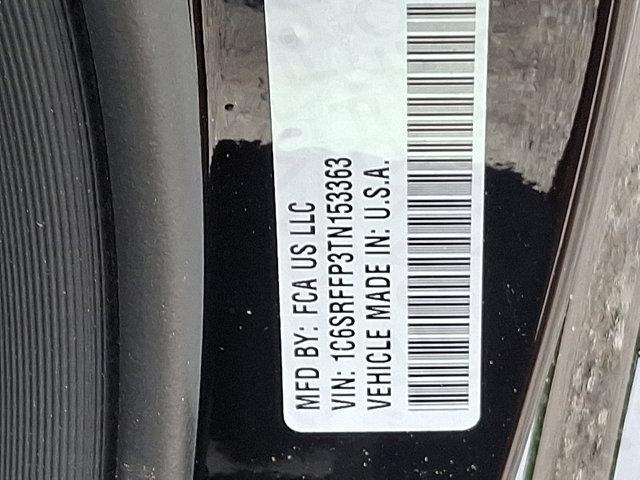 MFD BY: FCA US LLC
VIN: 1C6SRFFP3TN153363
VEHICLE MADE IN: U.S.A.